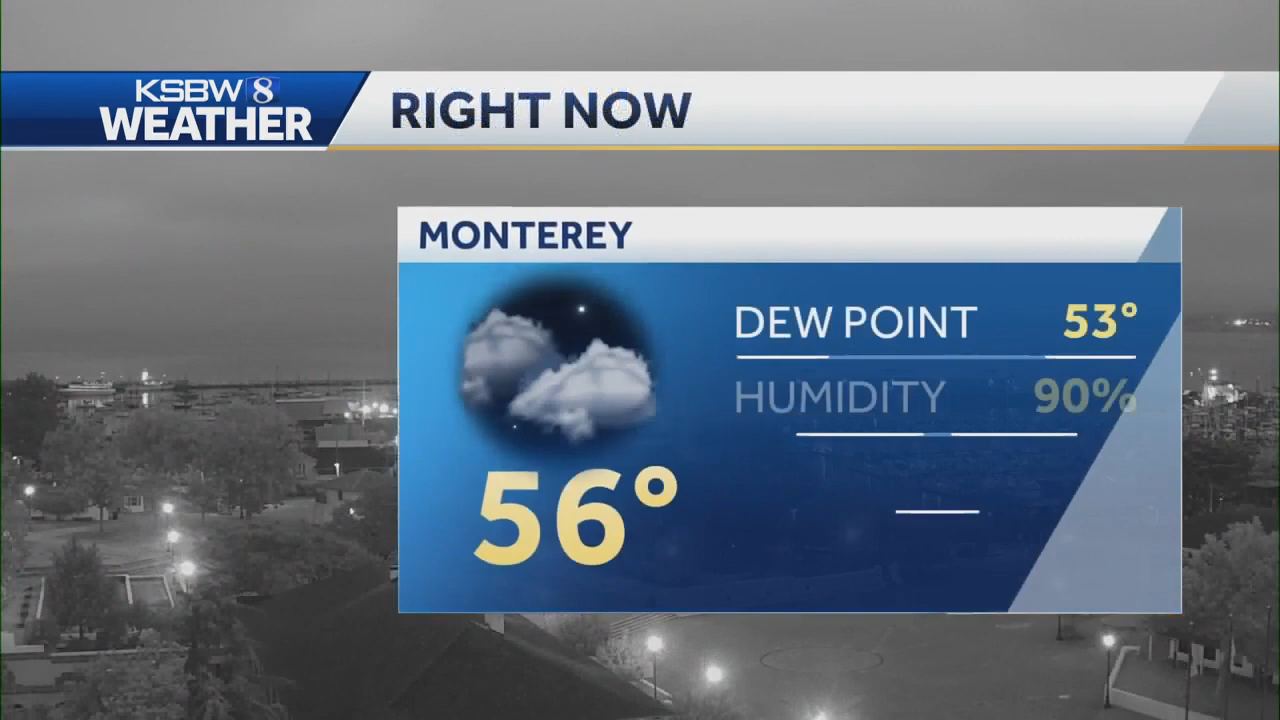 KSBW 8
WEATHER
RIGHT NOW
MONTEREY
DEW POINT 53°
HUMIDITY 90%
56°